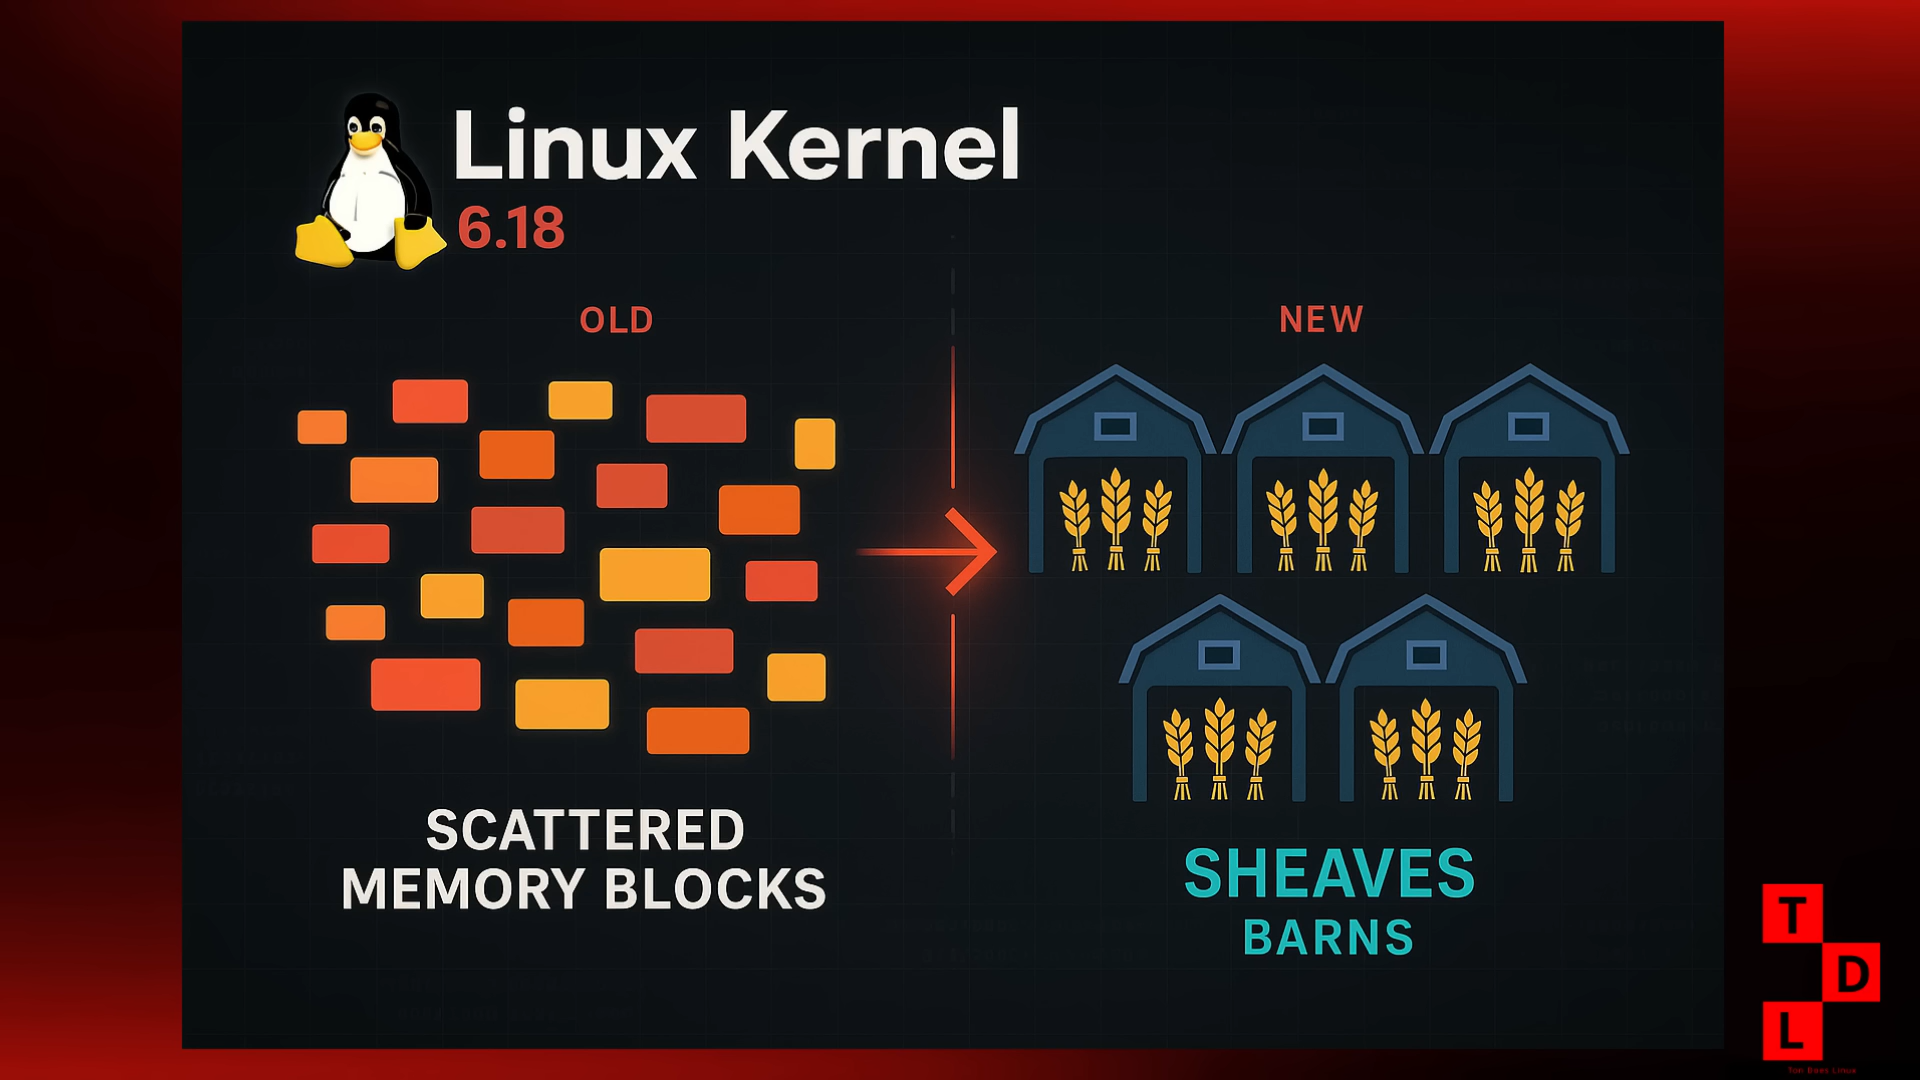 Linux Kernel
6.18
OLD
NEW
SCATTERED
MEMORY BLOCKS
SHEAVES
BARNS
T
D
L